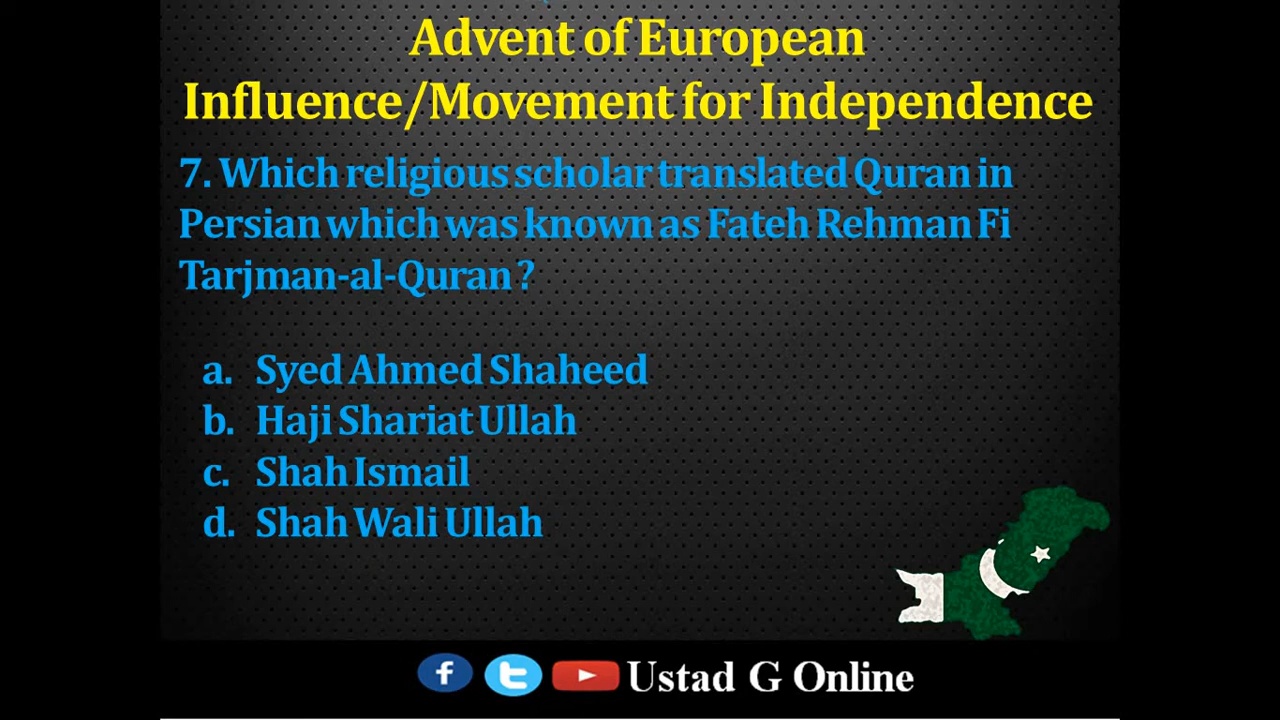 Advent of European
Influence/Movement for Independence
7. Which religious scholar translated Quran in
Persian which was known as Fateh Rehman Fi
Tarjman-al-Quran ?
a. Syed Ahmed Shaheed
b. Haji Shariat Ullah
c. Shah Ismail
d. Shah Wali Ullah
Ustad G Online